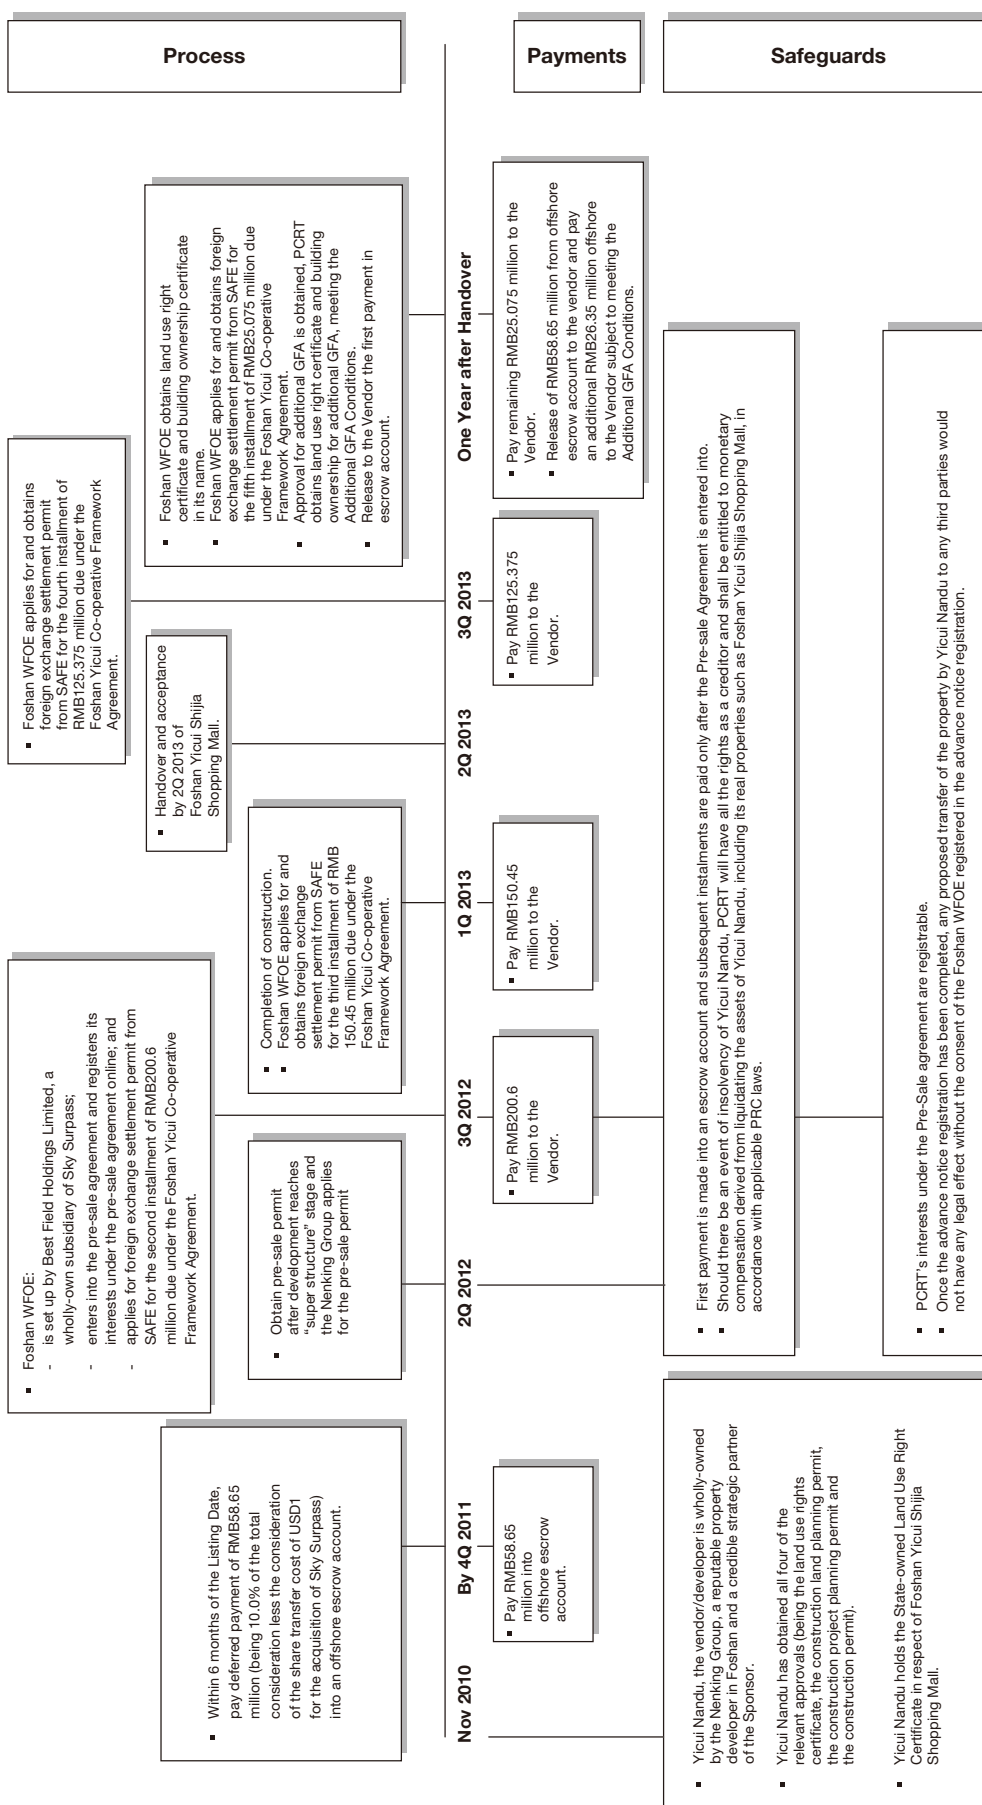 Process
Within 6 months of the Listing Date,
pay deferred payment of RMB58.65
million (being 10.0% of the total
consideration less the consideration
of the share transfer cost of USD1
for the acquisition of Sky Surpass)
into an offshore escrow account.
Foshan WFOE:
- is set up by Best Field Holdings Limited, a
wholly-own subsidiary of Sky Surpass;
- enters into the pre-sale agreement and registers its
interests under the pre-sale agreement online; and
- applies for foreign exchange settlement permit from
SAFE for the second installment of RMB200.6
million due under the Foshan Yicui Co-operative
Framework Agreement.
Obtain pre-sale permit
after development reaches
“super structure” stage and
the Nenking Group applies
for the pre-sale permit
Completion of construction.
Foshan WFOE applies for and
obtains foreign exchange
settlement permit from SAFE
for the third installment of RMB
150.45 million due under the
Foshan Yicui Co-operative
Framework Agreement.
Handover and acceptance
by 2Q 2013 of
Foshan Yicui Shijia
Shopping Mall.
Foshan WFOE applies for and obtains
foreign exchange settlement permit
from SAFE for the fourth installment of
RMB125.375 million due under the
Foshan Yicui Co-operative Framework
Agreement.
Foshan WFOE obtains land use right
certificate and building ownership certificate
in its name.
Foshan WFOE applies for and obtains foreign
exchange settlement permit from SAFE for
the fifth installment of RMB25.075 million due
under the Foshan Yicui Co-operative
Framework Agreement.
Approval for additional GFA is obtained, PCRT
obtains land use right certificate and building
ownership for additional GFA, meeting the
Additional GFA Conditions.
Release to the Vendor the first payment in
escrow account.
Nov 2010
By 4Q 2011
2Q 2012
3Q 2012
1Q 2013
2Q 2013
3Q 2013
One Year after Handover
Payments
Pay RMB58.65
million into
offshore escrow
account.
Pay RMB200.6
million to the
Vendor.
Pay RMB150.45
million to the
Vendor.
Pay RMB125.375
million to the
Vendor.
Pay remaining RMB25.075 million to the
Vendor.
Release of RMB58.65 million from offshore
escrow account to the vendor and pay
an additional RMB26.35 million offshore
to the Vendor subject to meeting the
Additional GFA Conditions.
Safeguards
Yicui Nandu, the vendor/developer is wholly-owned
by the Nenking Group, a reputable property
developer in Foshan and a credible strategic partner
of the Sponsor.
Yicui Nandu has obtained all four of the
relevant approvals (being the land use rights
certificate, the construction land planning permit,
the construction project planning permit and
the construction permit).
Yicui Nandu holds the State-owned Land Use Right
Certificate in respect of Foshan Yicui Shijia
Shopping Mall.
First payment is made into an escrow account and subsequent instalments are paid only after the Pre-sale Agreement is entered into.
Should there be an event of insolvency of Yicui Nandu, PCRT will have all the rights as a creditor and shall be entitled to monetary
compensation derived from liquidating the assets of Yicui Nandu, including its real properties such as Foshan Yicui Shijia Shopping Mall, in
accordance with applicable PRC laws.
PCRT’s interests under the Pre-Sale agreement are registrable.
Once the advance notice registration has been completed, any proposed transfer of the property by Yicui Nandu to any third parties would
not have any legal effect without the consent of the Foshan WFOE registered in the advance notice registration.